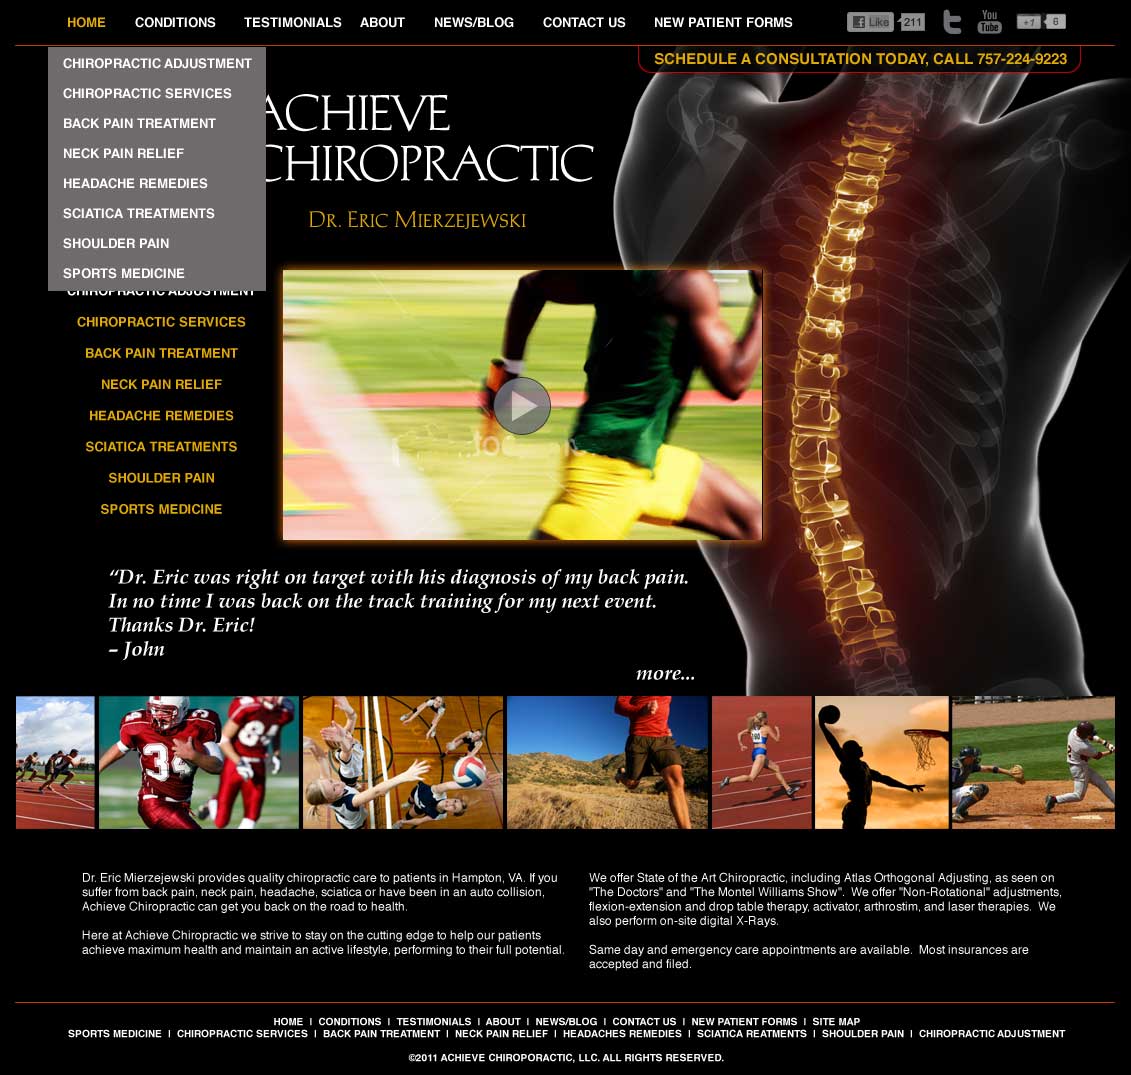 HOME CONDITIONS TESTIMONIALS ABOUT NEWS/BLOG CONTACT US NEW PATIENT FORMS Like 211 t You Tube +1 6
SCHEDULE A CONSULTATION TODAY, CALL 757-224-9223
CHIROPRACTIC ADJUSTMENT
CHIROPRACTIC SERVICES
BACK PAIN TREATMENT
NECK PAIN RELIEF
HEADACHE REMEDIES
SCIATICA TREATMENTS
SHOULDER PAIN
SPORTS MEDICINE
ACHIEVE
CHIROPRACTIC
DR. ERIC MIERZEJEWSKI
CHIROPRACTIC ADJUSTMENT
CHIROPRACTIC SERVICES
BACK PAIN TREATMENT
NECK PAIN RELIEF
HEADACHE REMEDIES
SCIATICA TREATMENTS
SHOULDER PAIN
SPORTS MEDICINE
“Dr. Eric was right on target with his diagnosis of my back pain.
In no time I was back on the track training for my next event.
Thanks Dr. Eric!
– John
more...
34
Dr. Eric Mierzejewski provides quality chiropractic care to patients in Hampton, VA. If you
suffer from back pain, neck pain, headache, sciatica or have been in an auto collision,
Achieve Chiropractic can get you back on the road to health.
Here at Achieve Chiropractic we strive to stay on the cutting edge to help our patients
achieve maximum health and maintain an active lifestyle, performing to their full potential.
We offer State of the Art Chiropractic, including Atlas Orthogonal Adjusting, as seen on
"The Doctors" and "The Montel Williams Show".  We offer "Non-Rotational" adjustments,
flexion-extension and drop table therapy, activator, arthrostim, and laser therapies.  We
also perform on-site digital X-Rays.
Same day and emergency care appointments are available.  Most insurances are
accepted and filed.
HOME | CONDITIONS | TESTIMONIALS | ABOUT | NEWS/BLOG | CONTACT US | NEW PATIENT FORMS | SITE MAP
SPORTS MEDICINE | CHIROPRACTIC SERVICES | BACK PAIN TREATMENT | NECK PAIN RELIEF | HEADACHES REMEDIES | SCIATICA REATMENTS | SHOULDER PAIN | CHIROPRACTIC ADJUSTMENT
©2011 ACHIEVE CHIROPORACTIC, LLC. ALL RIGHTS RESERVED.